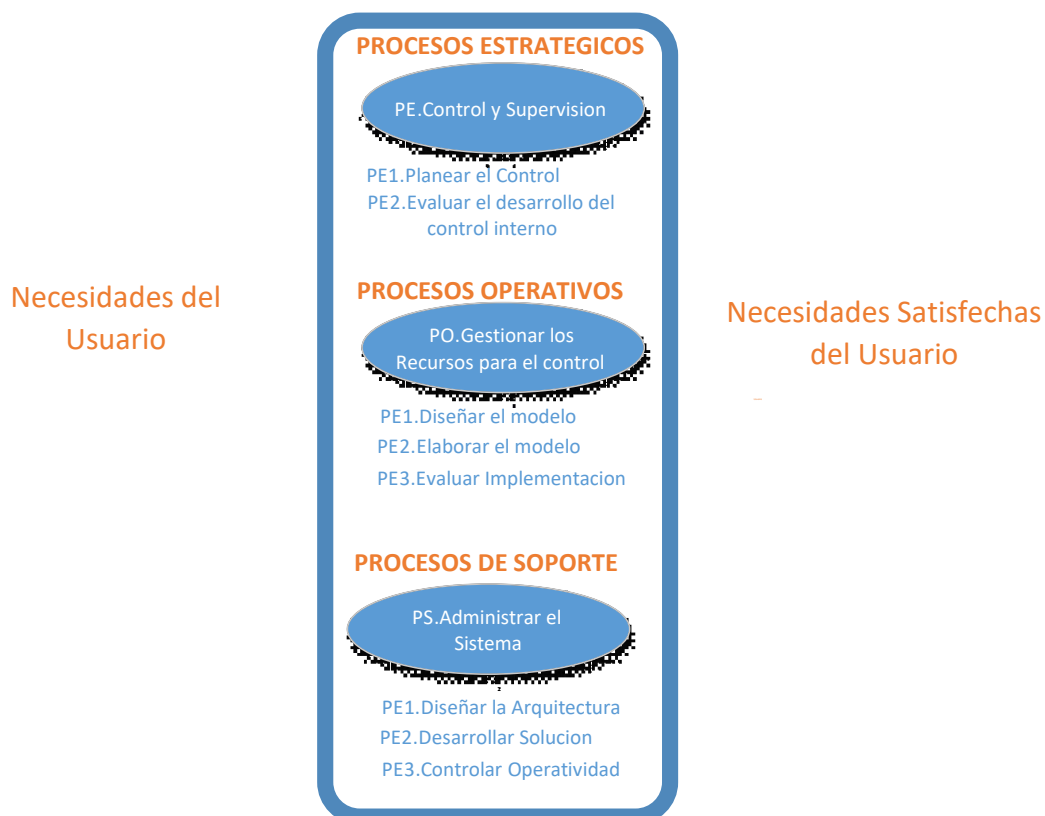 PROCESOS ESTRATEGICOS
PE.Control y Supervision
PE1.Planear el Control
PE2.Evaluar el desarrollo del
control interno
Necesidades del
Usuario
PROCESOS OPERATIVOS
PO.Gestionar los
Recursos para el control
PE1.Diseñar el modelo
PE2.Elaborar el modelo
PE3.Evaluar Implementacion
Necesidades Satisfechas
del Usuario
PROCESOS DE SOPORTE
PS.Administrar el
Sistema
PE1.Diseñar la Arquitectura
PE2.Desarrollar Solucion
PE3.Controlar Operatividad